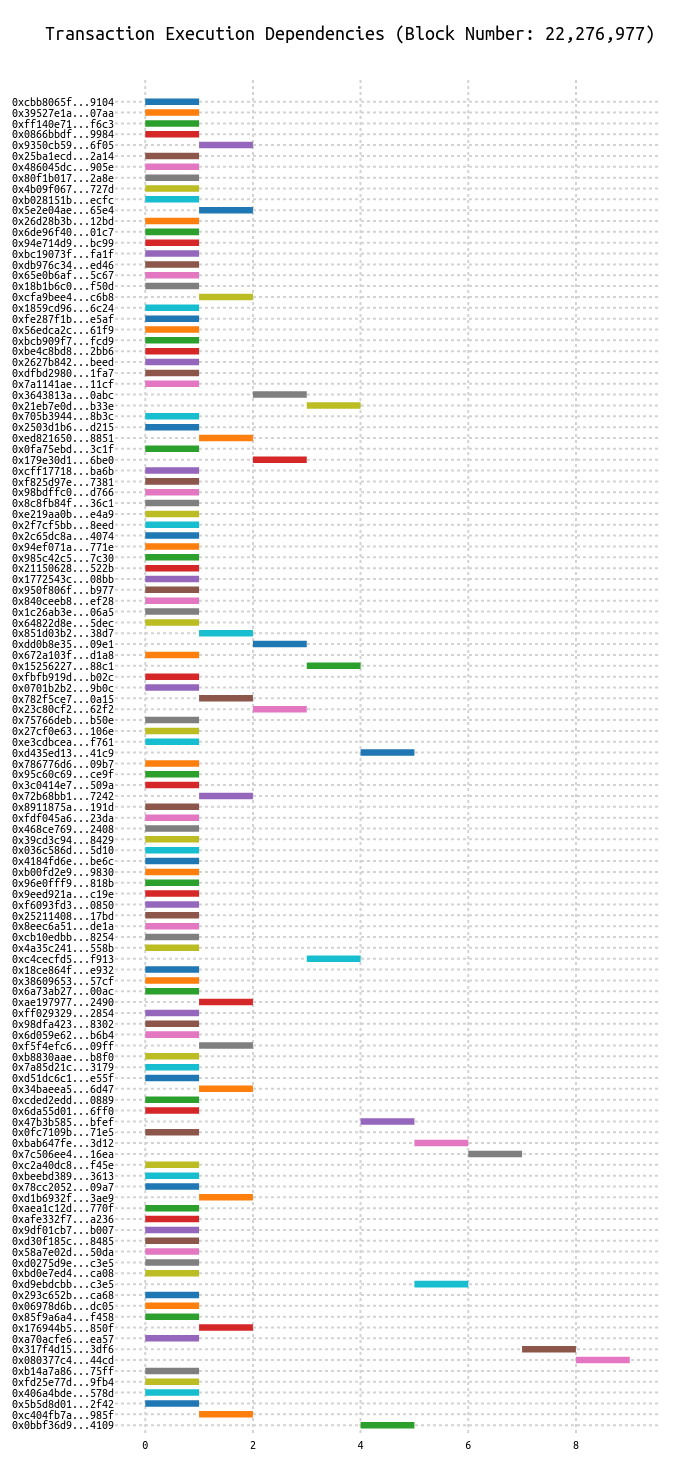 Transaction Execution Dependencies (Block Number: 22,276,977)
0xcbb8065f...9104
0x39527e1a...07aa
0xff140e71...f6c3
0x0866bbdf...9984
0x9350cb59...6f05
0x25ba1ecd...2a14
0x486045dc...905e
0x80f1b017...2a8e
0x4b09f067...727d
0xb028151b...ecfc
0x5e2e04ae...65e4
0x26d28b3b...12bd
0x6de96f40...01c7
0x94e714d9...bc99
0xbc19073f...fa1f
0xdb976c34...ed46
0x65e0b6af...5c67
0x18b1b6c0...f50d
0xcfa9bee4...c6b8
0x1859cd96...6c24
0xfe287f1b...e5af
0x56edca2c...61f9
0xbcb909f7...fcd9
0xbe4c8bd8...2bb6
0x2627b842...beed
0xdfbd2980...1fa7
0x7a1141ae...11cf
0x3643813a...0abc
0x21eb7e0d...b33e
0x705b3944...8b3c
0x2503d1b6...d215
0xed821650...8851
0x0fa75ebd...3c1f
0x179e30d1...6be0
0xcff17718...ba6b
0xf825d97e...7381
0x98bdffc0...d766
0x8c8fb84f...36c1
0xe219aa0b...e4a9
0x2f7cf5bb...8eed
0x2c65dc8a...4074
0x94ef071a...771e
0x985c42c5...7c30
0x21150628...522b
0x1772543c...08bb
0x950f806f...b977
0x840ceeb8...ef28
0x1c26ab3e...06a5
0x64822d8e...5dec
0x851d03b2...38d7
0xdd0b8e35...09e1
0x672a103f...d1a8
0x15256227...88c1
0xfbfb919d...b02c
0x0701b2b2...9b0c
0x782f5ce7...0a15
0x23c80cf2...62f2
0x75766deb...b50e
0x27cf0e63...106e
0xe3cdbcea...f761
0xd435ed13...41c9
0x786776d6...09b7
0x95c60c69...ce9f
0x3c0414e7...509a
0x72b68bb1...7242
0x8911875a...191d
0xfdf045a6...23da
0x468ce769...2408
0x39cd3c94...8429
0x036c586d...5d10
0x4184fd6e...be6c
0xb00fd2e9...9830
0x96e0fff9...818b
0x9eed921a...c19e
0xf6093fd3...0850
0x25211408...17bd
0x8eec6a51...de1a
0xcb10edbb...8254
0x4a35c241...558b
0xc4cecfd5...f913
0x18ce864f...e932
0x38609653...57cf
0x6a73ab27...00ac
0xae197977...2490
0xff029329...2854
0x98dfa423...8302
0x6d059e62...b6b4
0xf5f4efc6...09ff
0xb8830aae...b8f0
0x7a85d21c...3179
0xd51dc6c1...e55f
0x34baeea5...6d47
0xcded2edd...0889
0x6da55d01...6ff0
0x47b3b585...bfef
0x0fc7109b...71e5
0xbab647fe...3d12
0x7c506ee4...16ea
0xc2a40dc8...f45e
0xbeebd389...3613
0x78cc2052...09a7
0xd1b6932f...3ae9
0xaea1c12d...770f
0xafe332f7...a236
0x9df01cb7...b007
0xd30f185c...8485
0x58a7e02d...50da
0xd0275d9e...c3e5
0xbd0e7ed4...ca08
0xd9ebdcbb...c3e5
0x293c652b...ca68
0x06978d6b...dc05
0x85f9a6a4...f458
0x176944b5...850f
0xa70acfe6...ea57
0x317f4d15...3df6
0x080377c4...44cd
0xb14a7a86...75ff
0xfd25e77d...9fb4
0x406a4bde...578d
0x5b5d8d01...2f42
0xc404fb7a...985f
0x0bbf36d9...4109
0 2 4 6 8